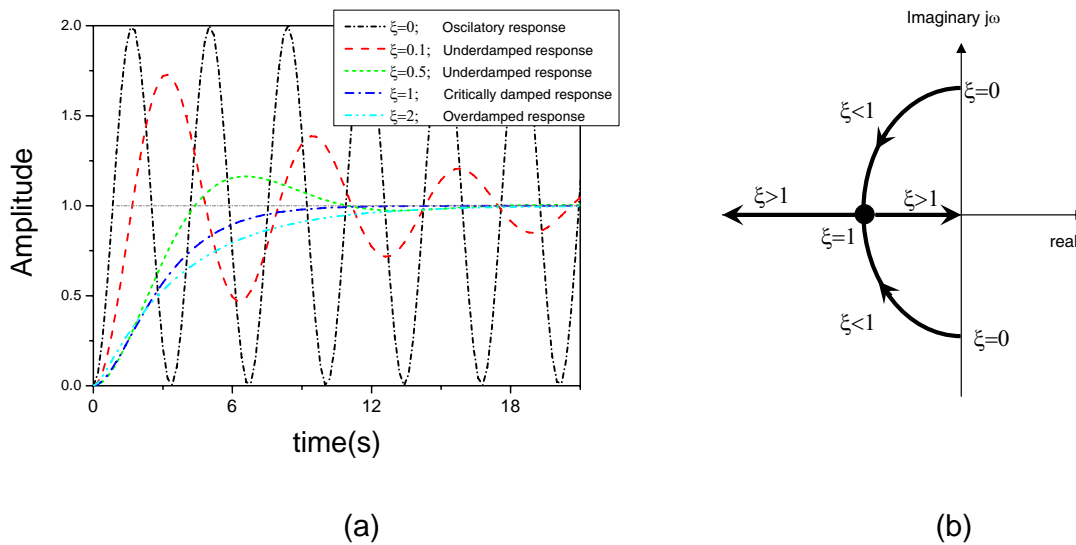 2.0
1.5
1.0
0.5
0.0
Amplitude
0 6 12 18
time(s)
ξ=0; Oscilatory response
ξ=0.1; Underdamped response
ξ=0.5; Underdamped response
ξ=1; Critically damped response
ξ=2; Overdamped response
(a)
Imaginary jω
ξ=0
ξ<1
ξ>1 ξ>1
ξ=1
real
ξ<1
ξ=0
(b)